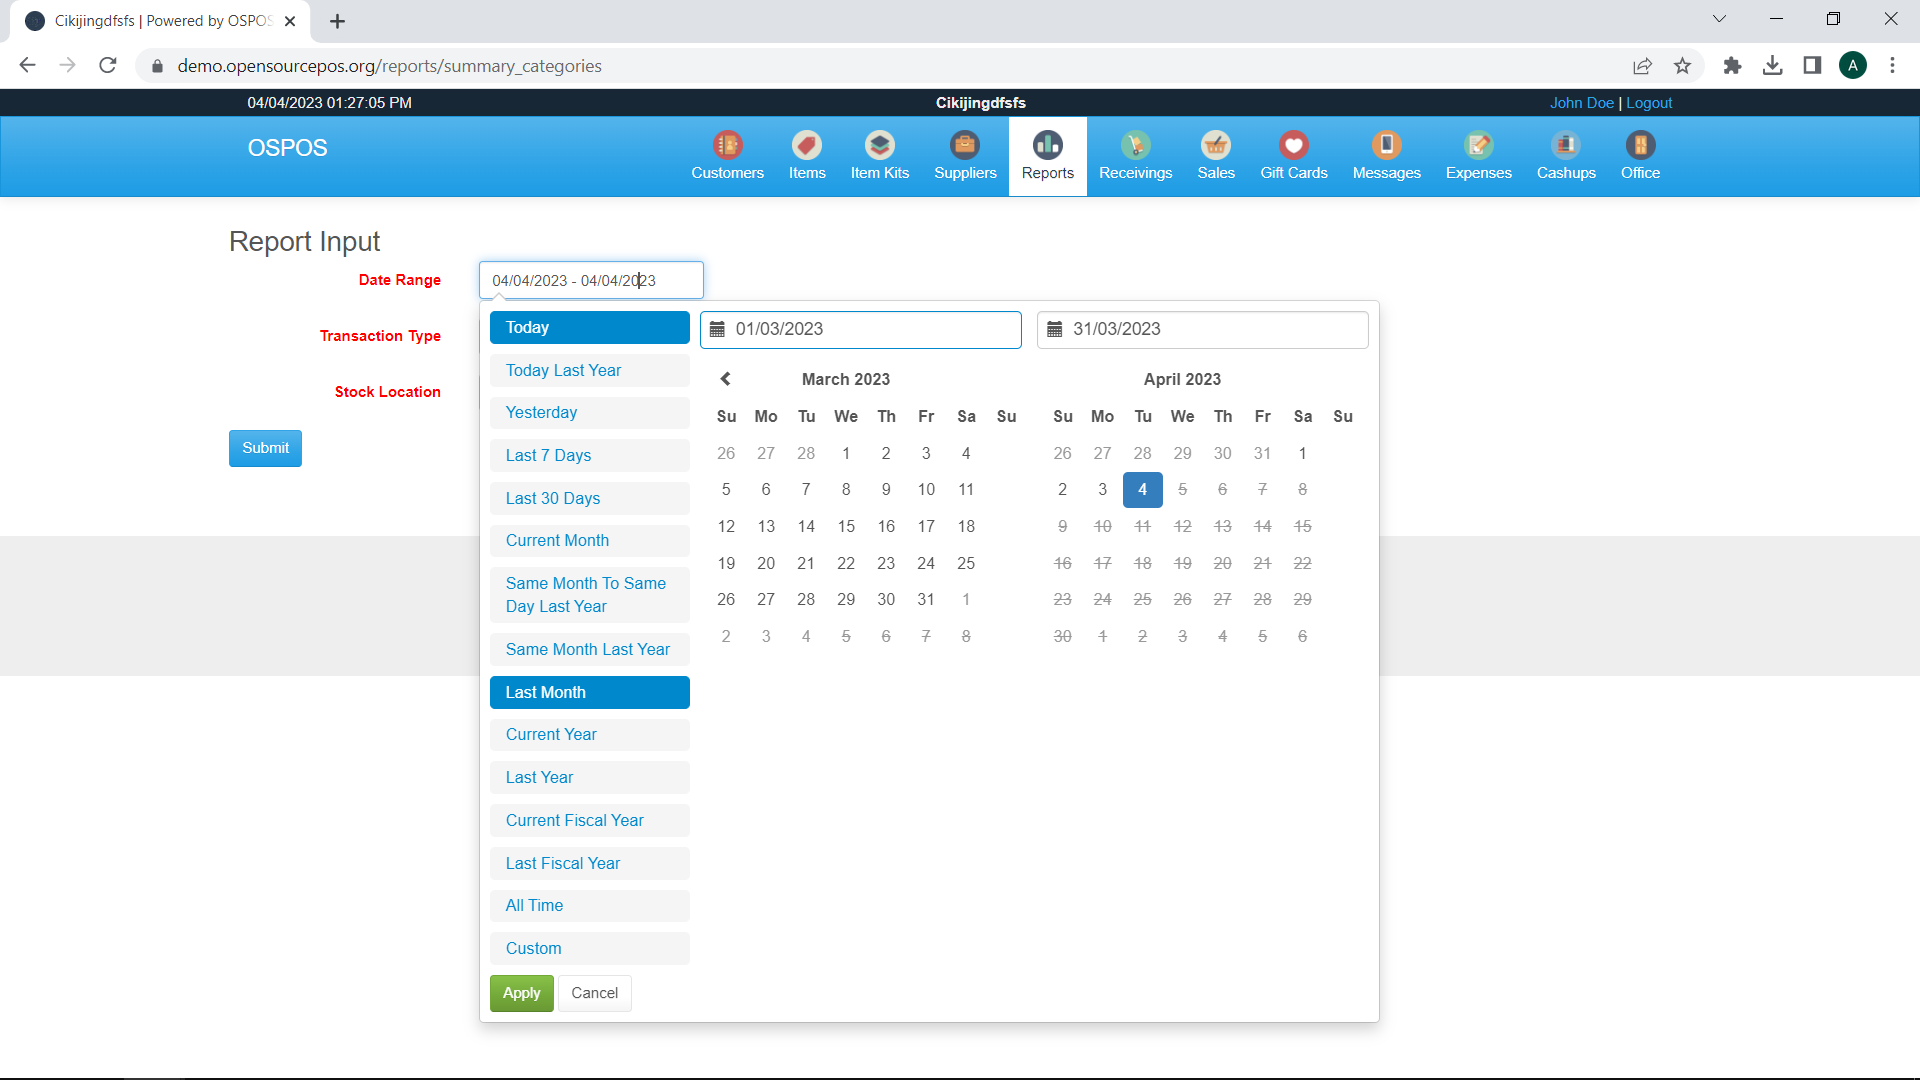 Cikijingdfsfs | Powered by OSPOS
demo.opensourcepos.org/reports/summary_categories
A
04/04/2023 01:27:05 PM
Cikijingdfsfs
John Doe | Logout
OSPOS
Customers
Items
Item Kits
Suppliers
Reports
Receivings
Sales
Gift Cards
Messages
Expenses
Cashups
Office
Report Input
Date Range
04/04/2023 - 04/04/2023
Transaction Type
Stock Location
Submit
Today
Today Last Year
Yesterday
Last 7 Days
Last 30 Days
Current Month
Same Month To Same
Day Last Year
Same Month Last Year
Last Month
Current Year
Last Year
Current Fiscal Year
Last Fiscal Year
All Time
Custom
Apply
Cancel
01/03/2023
March 2023
Su Mo Tu We Th Fr Sa Su
26 27 28 1 2 3 4
5 6 7 8 9 10 11
12 13 14 15 16 17 18
19 20 21 22 23 24 25
26 27 28 29 30 31 1
2 3 4 5 6 7 8
31/03/2023
April 2023
Su Mo Tu We Th Fr Sa Su
26 27 28 29 30 31 1
2 3 4 5 6 7 8
9 10 11 12 13 14 15
16 17 18 19 20 21 22
23 24 25 26 27 28 29
30 1 2 3 4 5 6